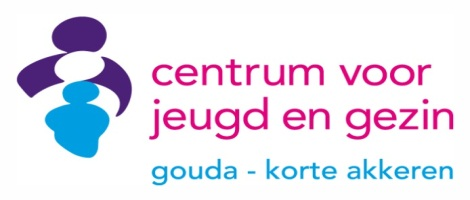 centrum voor
jeugd en gezin
gouda - korte akkeren